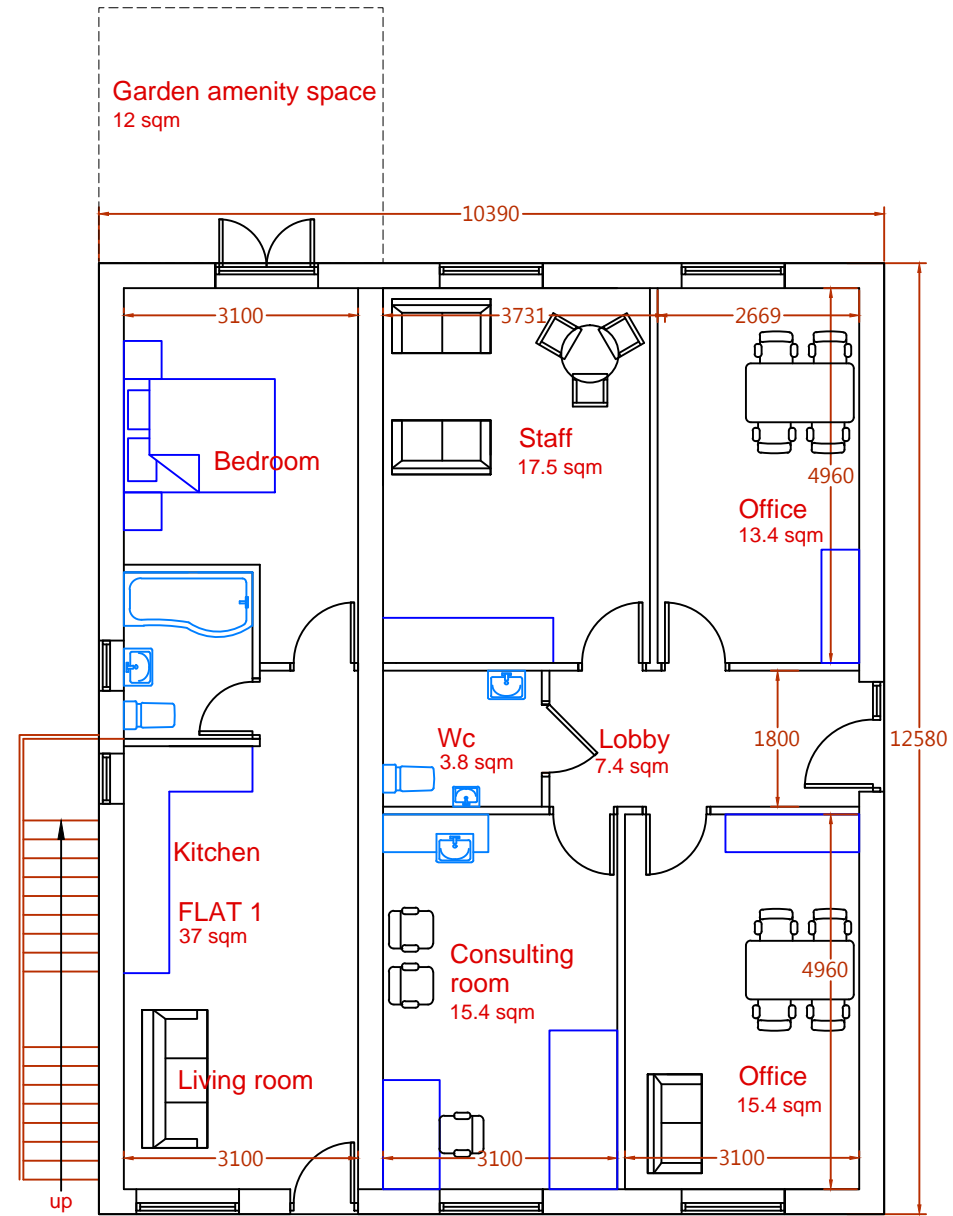 Garden amenity space
12 sqm
10390
3100
3731
2669
Bedroom
Staff
17.5 sqm
4960
Office
13.4 sqm
Wc
3.8 sqm
Lobby
7.4 sqm
1800
12580
Kitchen
FLAT 1
37 sqm
Consulting
room
15.4 sqm
4960
Living room
Office
15.4 sqm
3100
3100
3100
up